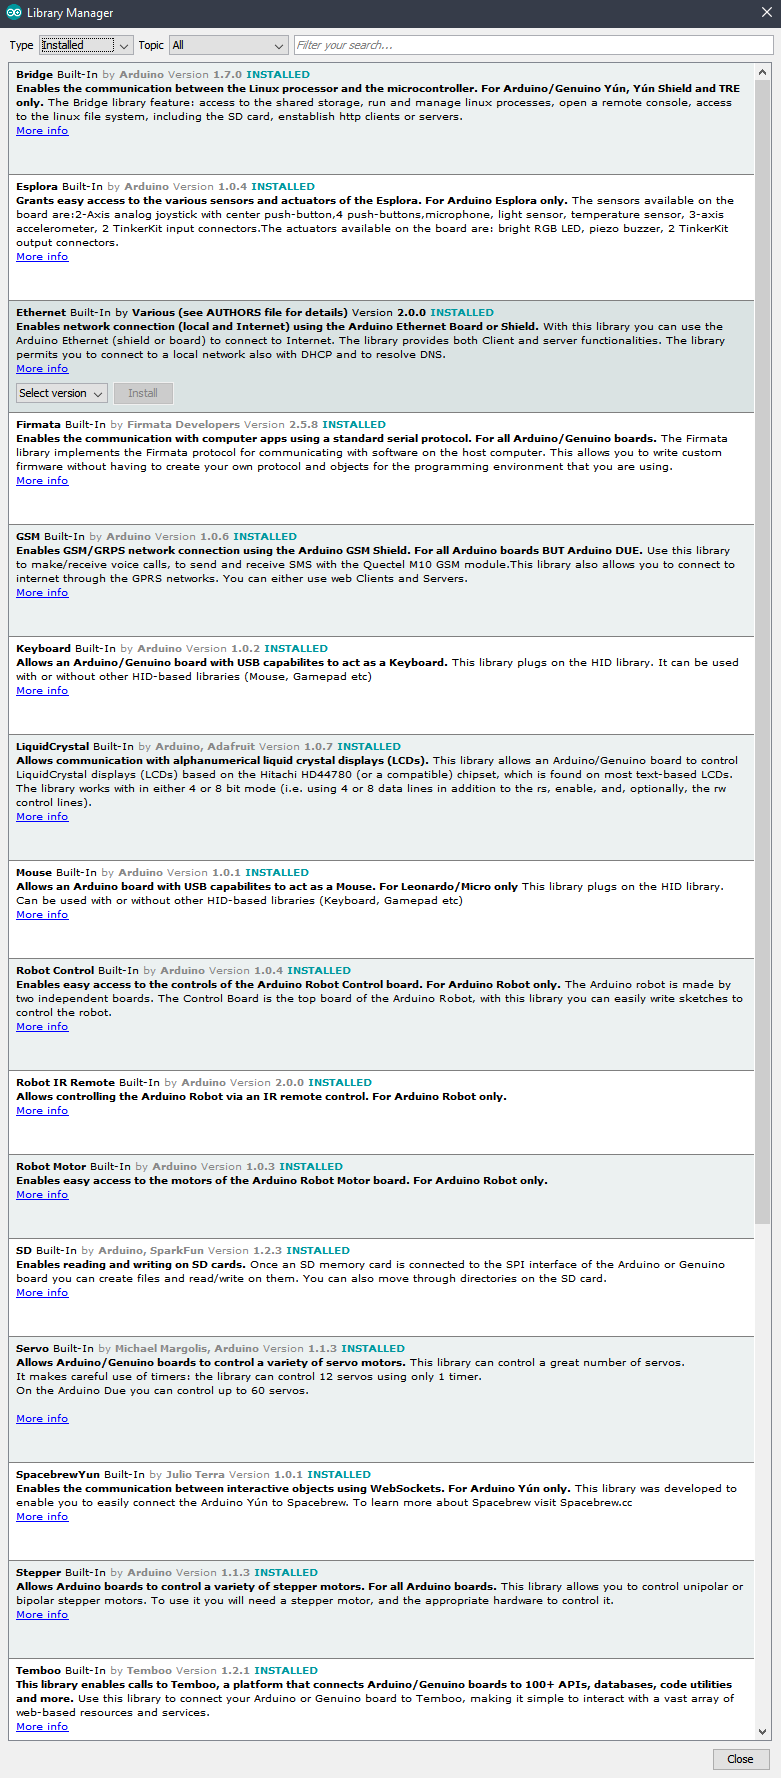 Library Manager
Type Installed Topic All Filter your search...
Bridge Built-In by Arduino Version 1.7.0 INSTALLED
Enables the communication between the Linux processor and the microcontroller. For Arduino/Genuino Yún, Yún Shield and TRE
only. The Bridge library feature: access to the shared storage, run and manage linux processes, open a remote console, access
to the linux file system, including the SD card, enstablish http clients or servers.
More info
Esplora Built-In by Arduino Version 1.0.4 INSTALLED
Grants easy access to the various sensors and actuators of the Esplora. For Arduino Esplora only. The sensors available on the
board are:2-Axis analog joystick with center push-button,4 push-buttons,microphone, light sensor, temperature sensor, 3-axis
accelerometer, 2 TinkerKit input connectors.The actuators available on the board are: bright RGB LED, piezo buzzer, 2 TinkerKit
output connectors.
More info
Ethernet Built-In by Various (see AUTHORS file for details) Version 2.0.0 INSTALLED
Enables network connection (local and Internet) using the Arduino Ethernet Board or Shield. With this library you can use the
Arduino Ethernet (shield or board) to connect to Internet. The library provides both Client and server functionalities. The library
permits you to connect to a local network also with DHCP and to resolve DNS.
More info
Select version Install
Firmata Built-In by Firmata Developers Version 2.5.8 INSTALLED
Enables the communication with computer apps using a standard serial protocol. For all Arduino/Genuino boards. The Firmata
library implements the Firmata protocol for communicating with software on the host computer. This allows you to write custom
firmware without having to create your own protocol and objects for the programming environment that you are using.
More info
GSM Built-In by Arduino Version 1.0.6 INSTALLED
Enables GSM/GRPS network connection using the Arduino GSM Shield. For all Arduino boards BUT Arduino DUE. Use this library
to make/receive voice calls, to send and receive SMS with the Quectel M10 GSM module.This library also allows you to connect to
internet through the GPRS networks. You can either use web Clients and Servers.
More info
Keyboard Built-In by Arduino Version 1.0.2 INSTALLED
Allows an Arduino/Genuino board with USB capabilites to act as a Keyboard. This library plugs on the HID library. It can be used
with or without other HID-based libraries (Mouse, Gamepad etc)
More info
LiquidCrystal Built-In by Arduino, Adafruit Version 1.0.7 INSTALLED
Allows communication with alphanumerical liquid crystal displays (LCDs). This library allows an Arduino/Genuino board to control
LiquidCrystal displays (LCDs) based on the Hitachi HD44780 (or a compatible) chipset, which is found on most text-based LCDs.
The library works with in either 4 or 8 bit mode (i.e. using 4 or 8 data lines in addition to the rs, enable, and, optionally, the rw
control lines).
More info
Mouse Built-In by Arduino Version 1.0.1 INSTALLED
Allows an Arduino board with USB capabilites to act as a Mouse. For Leonardo/Micro only This library plugs on the HID library.
Can be used with or without other HID-based libraries (Keyboard, Gamepad etc)
More info
Robot Control Built-In by Arduino Version 1.0.4 INSTALLED
Enables easy access to the controls of the Arduino Robot Control board. For Arduino Robot only. The Arduino robot is made by
two independent boards. The Control Board is the top board of the Arduino Robot, with this library you can easily write sketches to
control the robot.
More info
Robot IR Remote Built-In by Arduino Version 2.0.0 INSTALLED
Allows controlling the Arduino Robot via an IR remote control. For Arduino Robot only.
More info
Robot Motor Built-In by Arduino Version 1.0.3 INSTALLED
Enables easy access to the motors of the Arduino Robot Motor board. For Arduino Robot only.
More info
SD Built-In by Arduino, SparkFun Version 1.2.3 INSTALLED
Enables reading and writing on SD cards. Once an SD memory card is connected to the SPI interface of the Arduino or Genuino
board you can create files and read/write on them. You can also move through directories on the SD card.
More info
Servo Built-In by Michael Margolis, Arduino Version 1.1.3 INSTALLED
Allows Arduino/Genuino boards to control a variety of servo motors. This library can control a great number of servos.
It makes careful use of timers: the library can control 12 servos using only 1 timer.
On the Arduino Due you can control up to 60 servos.
More info
SpacebrewYun Built-In by Julio Terra Version 1.0.1 INSTALLED
Enables the communication between interactive objects using WebSockets. For Arduino Yún only. This library was developed to
enable you to easily connect the Arduino Yún to Spacebrew. To learn more about Spacebrew visit Spacebrew.cc
More info
Stepper Built-In by Arduino Version 1.1.3 INSTALLED
Allows Arduino boards to control a variety of stepper motors. For all Arduino boards. This library allows you to control unipolar or
bipolar stepper motors. To use it you will need a stepper motor, and the appropriate hardware to control it.
More info
Temboo Built-In by Temboo Version 1.2.1 INSTALLED
This library enables calls to Temboo, a platform that connects Arduino/Genuino boards to 100+ APIs, databases, code utilities
and more. Use this library to connect your Arduino or Genuino board to Temboo, making it simple to interact with a vast array of
web-based resources and services.
More info
Close